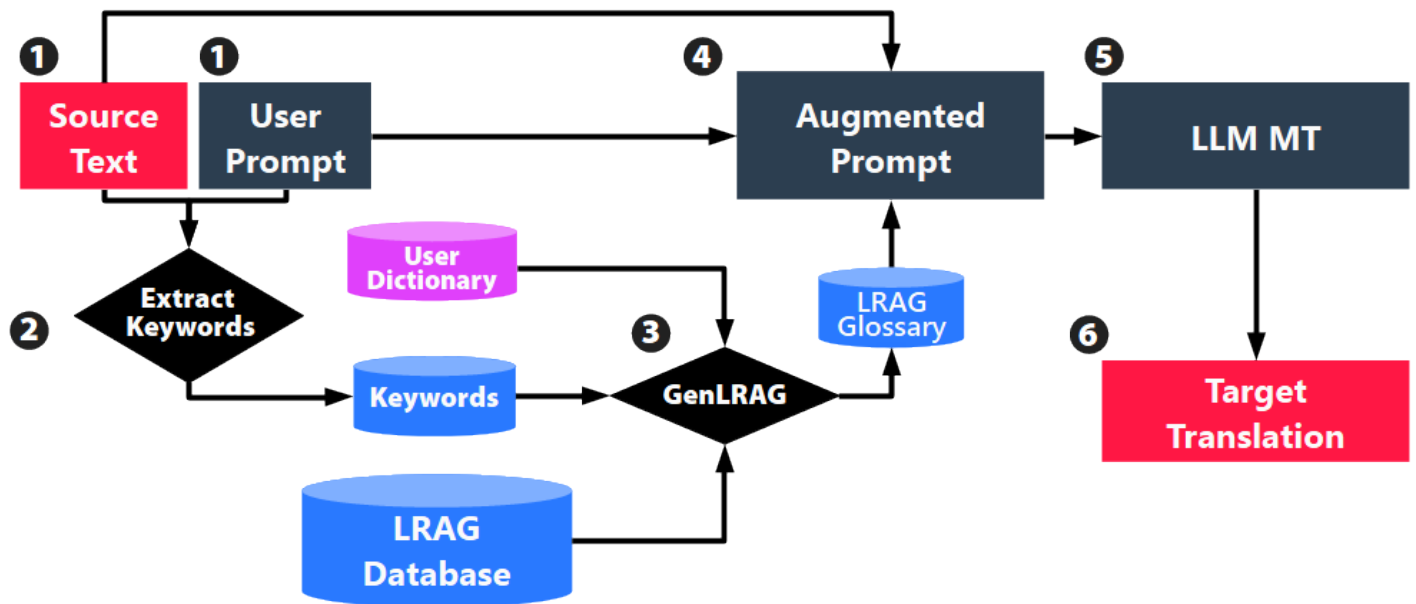 1
Source
Text
1
User
Prompt
4
Augmented
Prompt
5
LLM MT
2
Extract
Keywords
User
Dictionary
Keywords
LRAG
Database
3
GenLRAG
LRAG
Glossary
6
Target
Translation